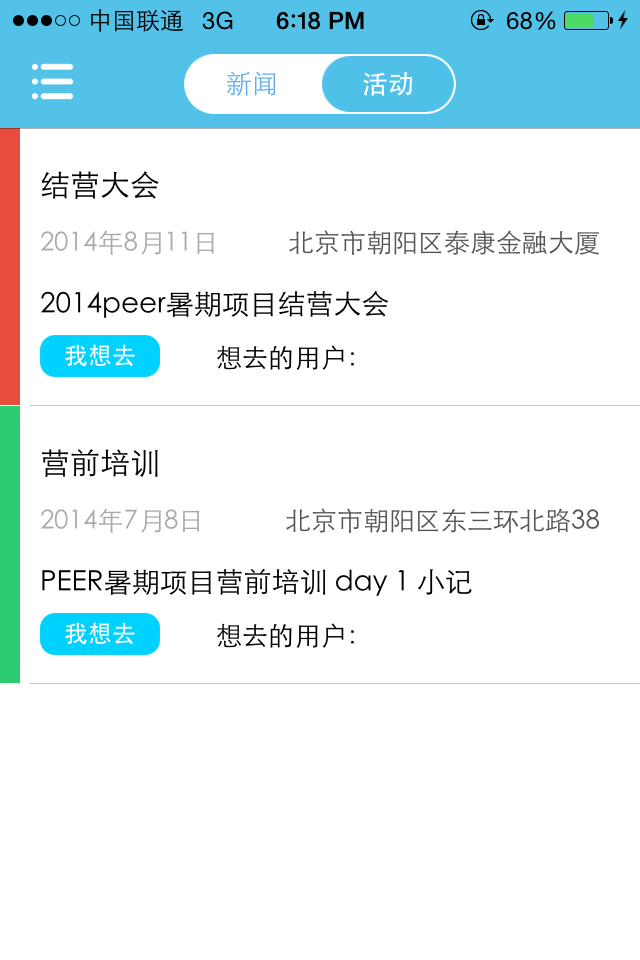 中国联通 3G 6:18 PM 68%
新闻 活动
结营大会
2014年8月11日 北京市朝阳区泰康金融大厦
2014peer暑期项目结营大会
我想去 想去的用户:
营前培训
2014年7月8日 北京市朝阳区东三环北路38
PEER暑期项目营前培训 day 1 小记
我想去 想去的用户: